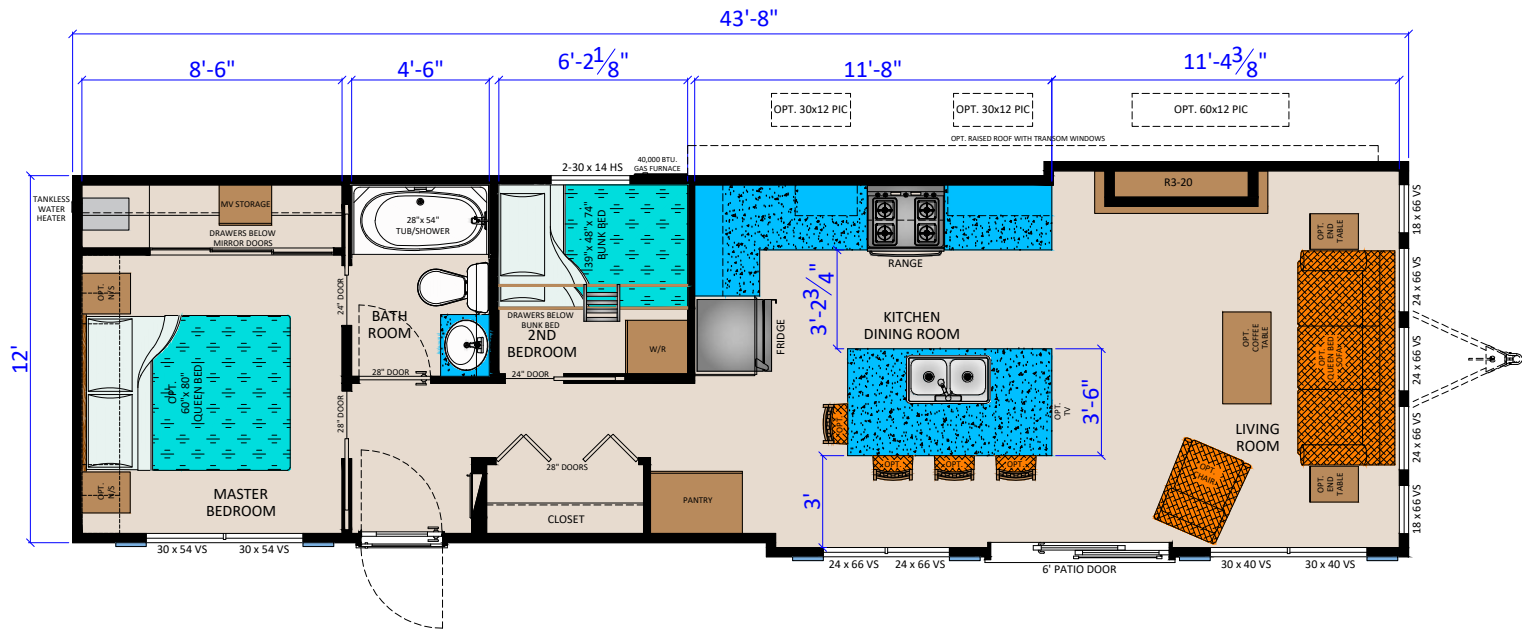 43'-8"
8'-6"
4'-6"
6'-2 1/8"
11'-8"
11'-4 3/8"
OPT. 30x12 PIC
OPT. 30x12 PIC
OPT. 60x12 PIC
OPT. RAISED ROOF WITH TRANSOM WINDOWS
2-30 x 14 HS
40,000 BTU.
GAS FURNACE
TANKLESS
WATER
HEATER
MV STORAGE
DRAWERS BELOW
MIRROR DOORS
28"x 54"
TUB/SHOWER
39"x 48"x 74"
BUNK BED
RANGE
R3-20
OPT.
END
TABLE
18 x 66 VS
24 x 66 VS
24 x 66 VS
24 x 66 VS
18 x 66 VS
12'
OPT.
N/S
24" DOOR
BATH
ROOM
DRAWERS BELOW
BUNK BED
2ND
BEDROOM
W/R
FRIDGE
3'-2 3/4"
KITCHEN
DINING ROOM
OPT.
COFFEE
TABLE
OPT.
QUEEN BED
SOFA
OPT.
60"x 80"
QUEEN BED
28" DOOR
28" DOOR
24" DOOR
3'-6"
OPT.
TV
OPT.
OPT.
OPT.
OPT.
LIVING
ROOM
OPT.
CHAIR
OPT.
END
TABLE
OPT.
N/S
MASTER
BEDROOM
28" DOORS
CLOSET
PANTRY
3'
30 x 54 VS
30 x 54 VS
24 x 66 VS
24 x 66 VS
6' PATIO DOOR
30 x 40 VS
30 x 40 VS